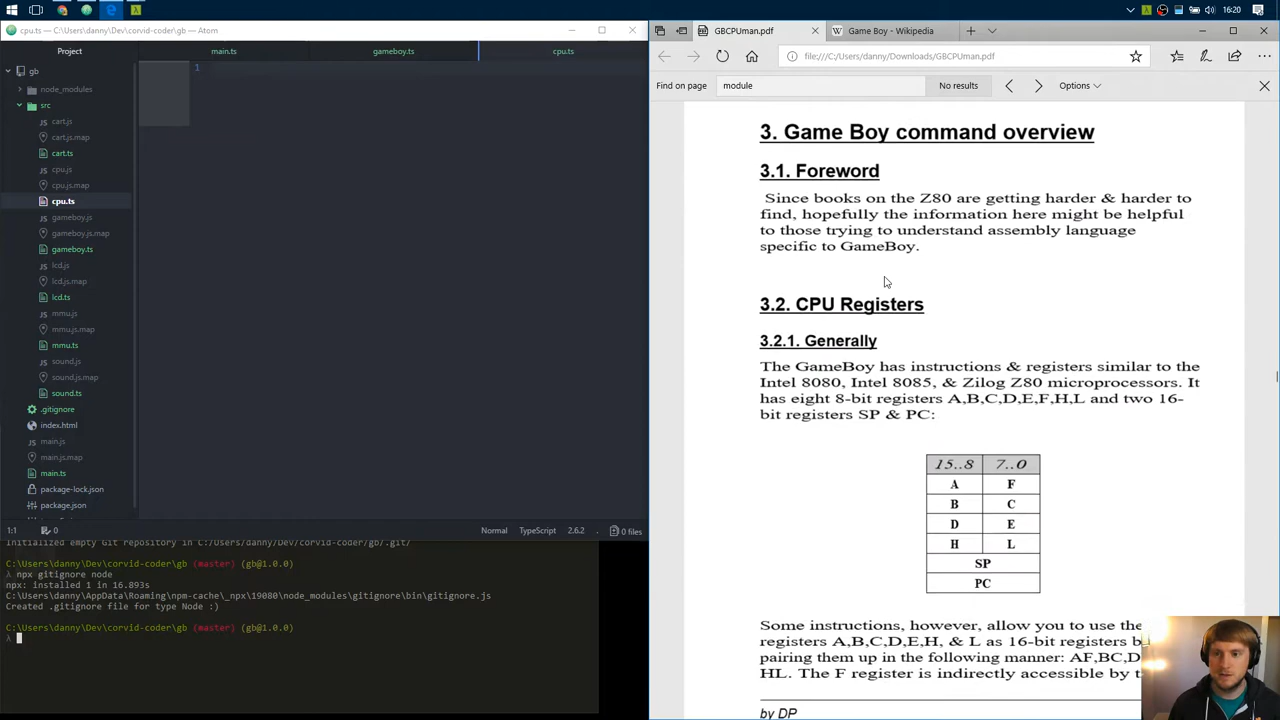 16:20
cpu.ts — C:\Users\danny\Dev\corvid-coder\gb — Atom
Project
main.ts
gameboy.ts
cpu.ts
1
gb
node_modules
src
cart.js
cart.js.map
cart.ts
cpu.js
cpu.js.map
cpu.ts
gameboy.js
gameboy.js.map
gameboy.ts
lcd.js
lcd.js.map
lcd.ts
mmu.js
mmu.js.map
mmu.ts
sound.js
sound.js.map
sound.ts
.gitignore
index.html
main.js
main.js.map
main.ts
package-lock.json
package.json
1:1
0
Normal
TypeScript
2.6.2
0 files
Initialized empty Git repository in C:/Users/danny/Dev/corvid-coder/gb/.git/
C:\Users\danny\Dev\corvid-coder\gb (master) (gb@1.0.0)
λ npx gitignore node
npx: installed 1 in 16.893s
C:\Users\danny\AppData\Roaming\npm-cache\_npx\19080\node_modules\gitignore\bin\gitignore.js
Created .gitignore file for type Node :)
C:\Users\danny\Dev\corvid-coder\gb (master) (gb@1.0.0)
λ
GBCPUman.pdf
Game Boy - Wikipedia
file:///C:/Users/danny/Downloads/GBCPUman.pdf
Find on page
module
No results
Options
3. Game Boy command overview
3.1. Foreword
Since books on the Z80 are getting harder & harder to
find, hopefully the information here might be helpful
to those trying to understand assembly language
specific to GameBoy.
3.2. CPU Registers
3.2.1. Generally
The GameBoy has instructions & registers similar to the
Intel 8080, Intel 8085, & Zilog Z80 microprocessors. It
has eight 8-bit registers A,B,C,D,E,F,H,L and two 16-
bit registers SP & PC:
15..8 7..0
A F
B C
D E
H L
SP
PC
Some instructions, however, allow you to use the
registers A,B,C,D,E,H, & L as 16-bit registers b
pairing them up in the following manner: AF,BC,D
HL. The F register is indirectly accessible by t
by DP